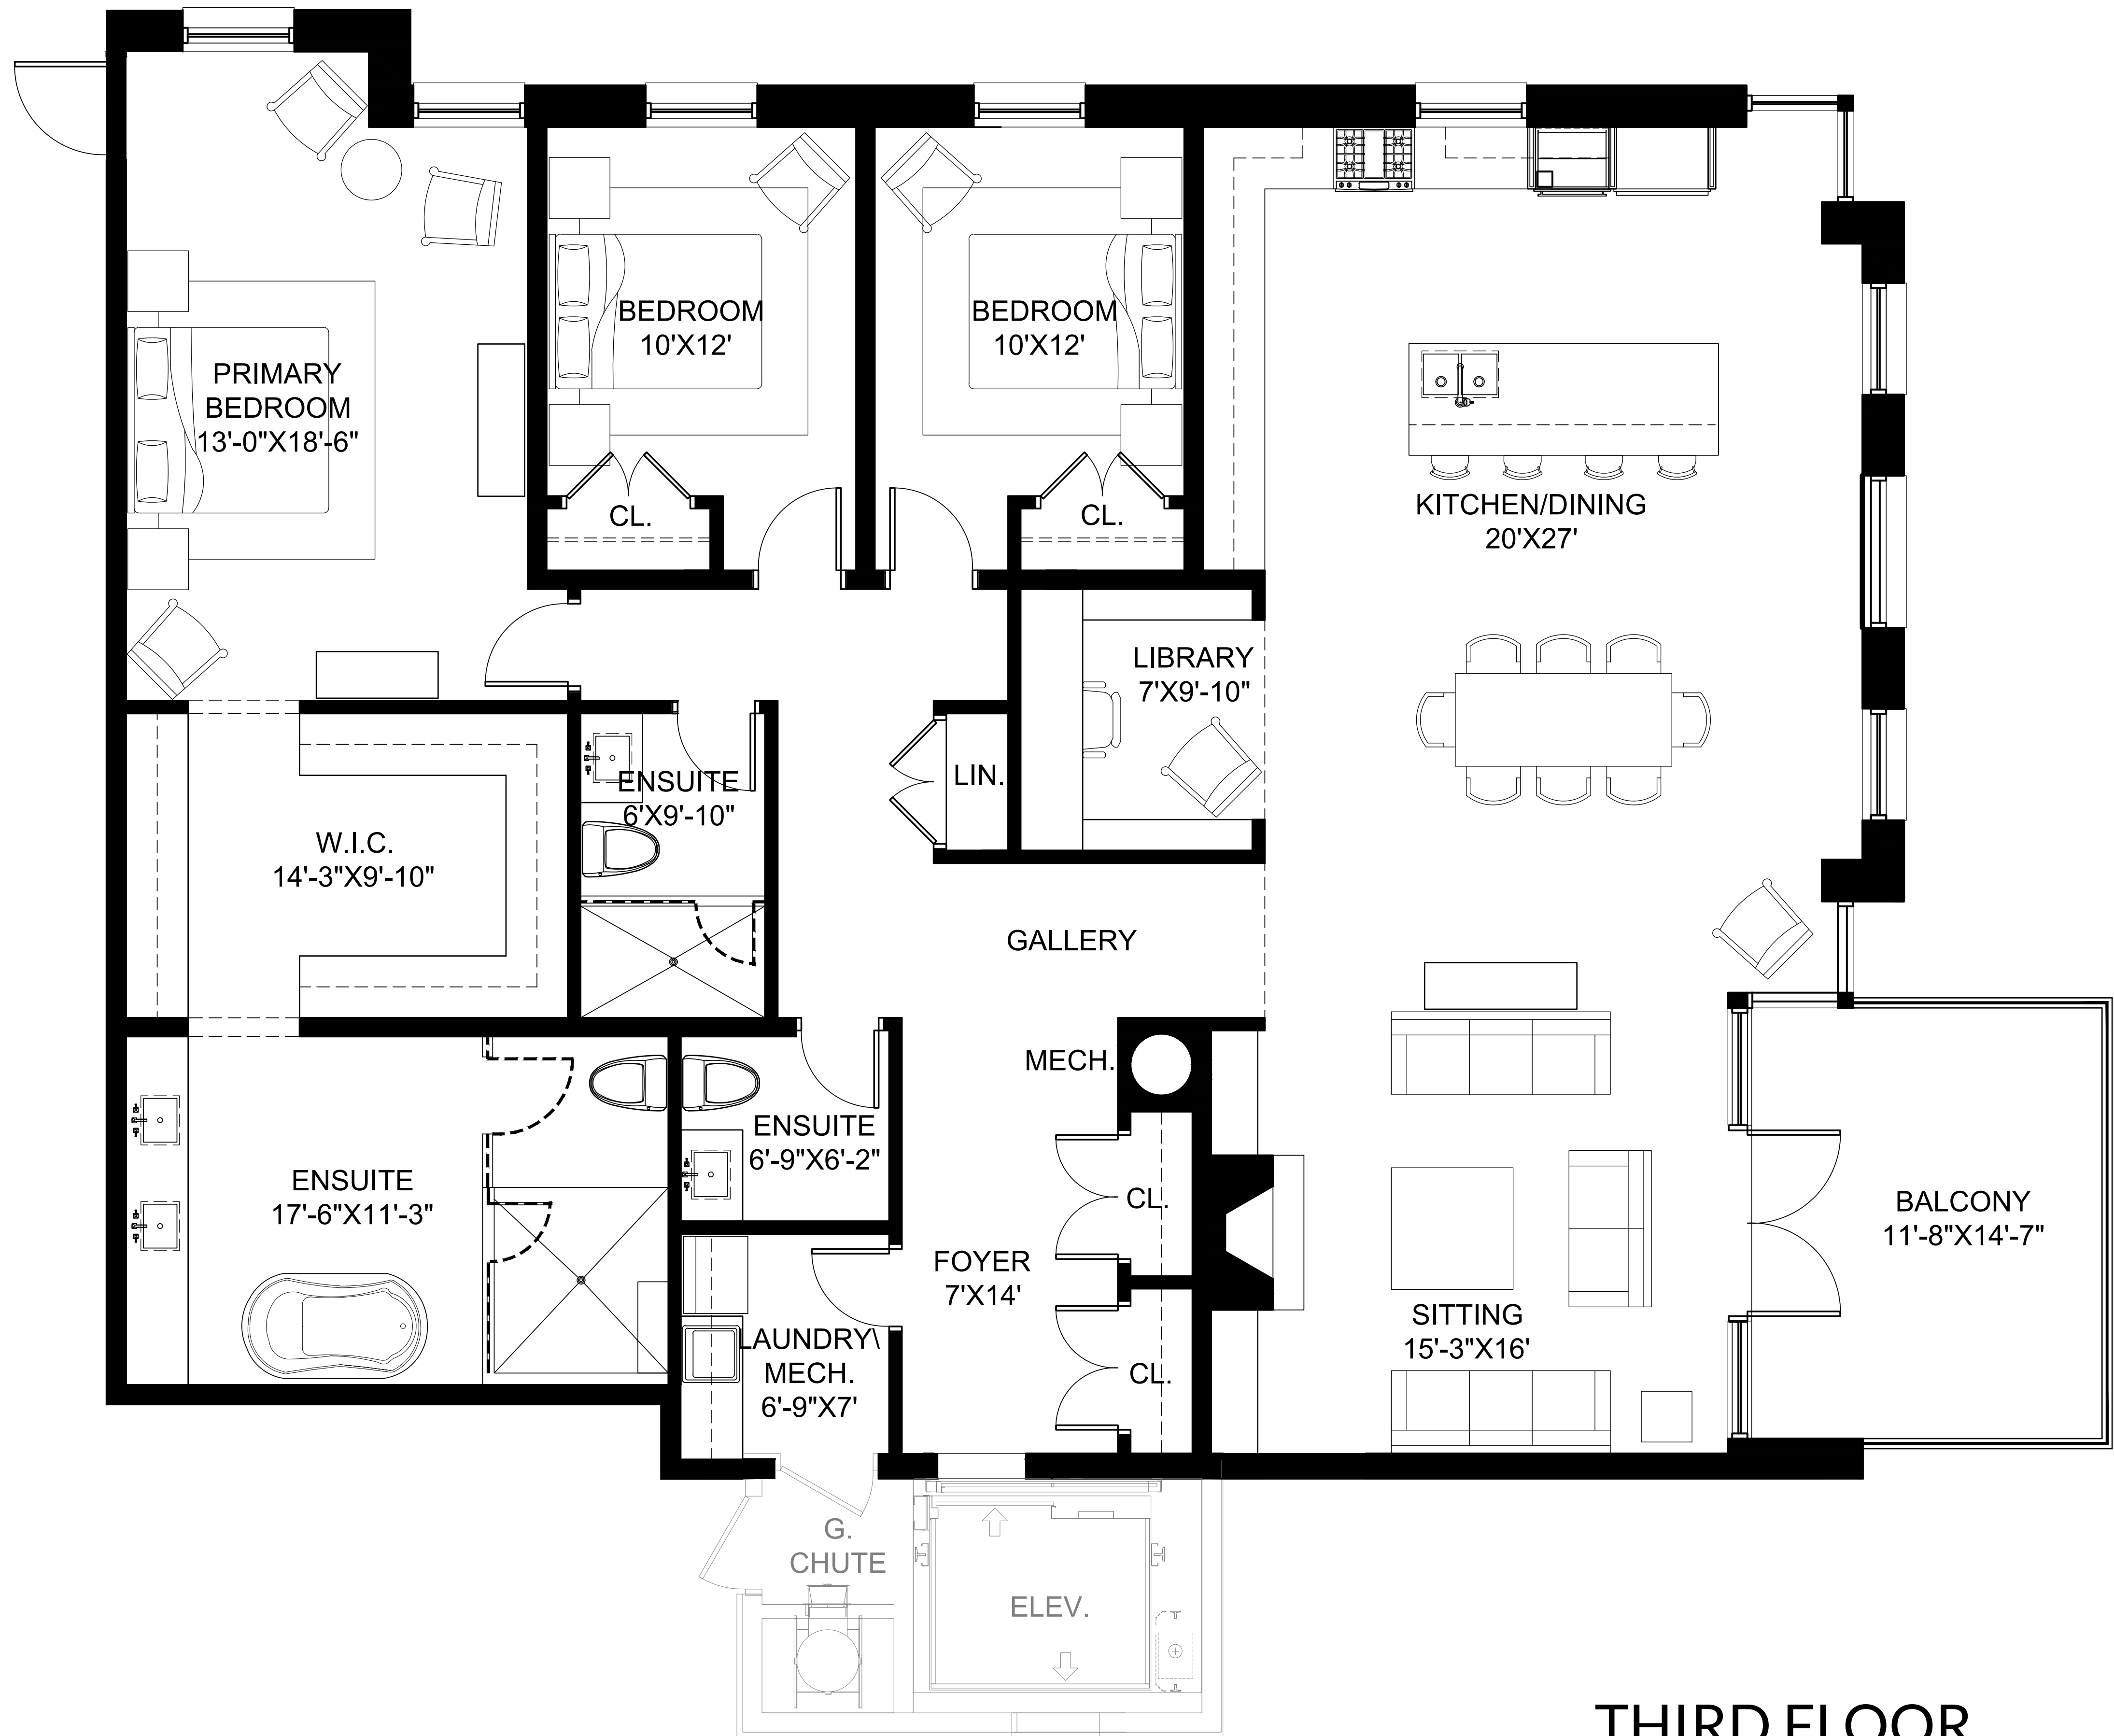 BEDROOM
10'X12'
BEDROOM
10'X12'
PRIMARY
BEDROOM
13'-0"X18'-6"
CL.
CL.
KITCHEN/DINING
20'X27'
LIBRARY
7'X9'-10"
LIN.
ENSUITE
6'X9'-10"
W.I.C.
14'-3"X9'-10"
GALLERY
MECH.
ENSUITE
6'-9"X6'-2"
ENSUITE
17'-6"X11'-3"
CL.
BALCONY
11'-8"X14'-7"
FOYER
7'X14'
SITTING
15'-3"X16'
LAUNDRY\
MECH.
6'-9"X7'
CL.
G.
CHUTE
ELEV.
THIRD FLOOR